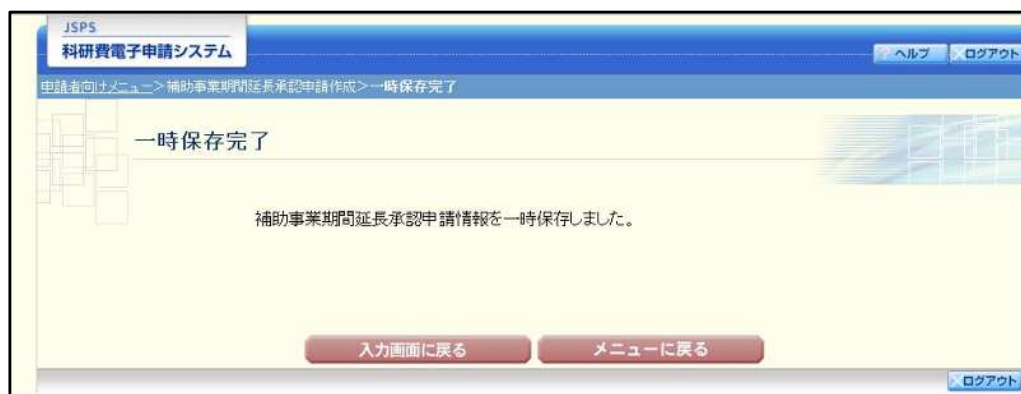 JSPS
科研費電子申請システム
ヘルプ ログアウト
申請者向けメニュー>補助事業期間延長承認申請作成>一時保存完了
一時保存完了
補助事業期間延長承認申請情報を一時保存しました。
入力画面に戻る メニューに戻る
ログアウト